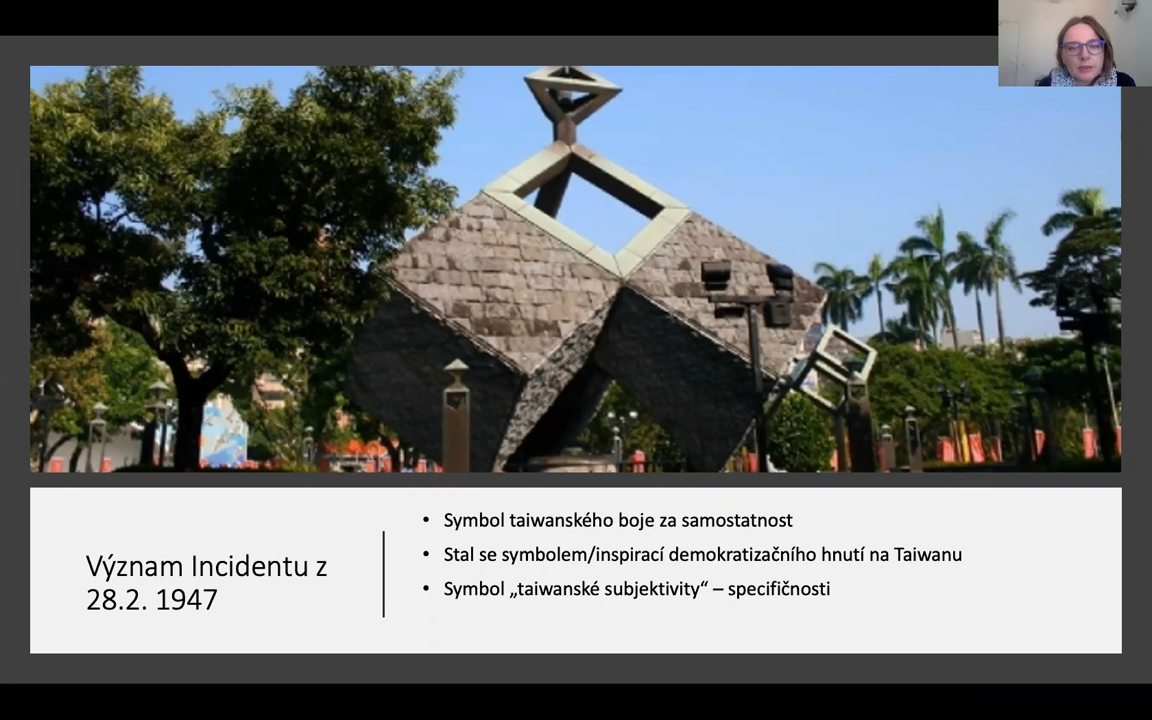 Význam Incidentu z
28.2. 1947
• Symbol taiwanského boje za samostatnost
• Stal se symbolem/inspirací demokratizačního hnutí na Taiwanu
• Symbol „taiwanské subjektivity“ – specifičnosti